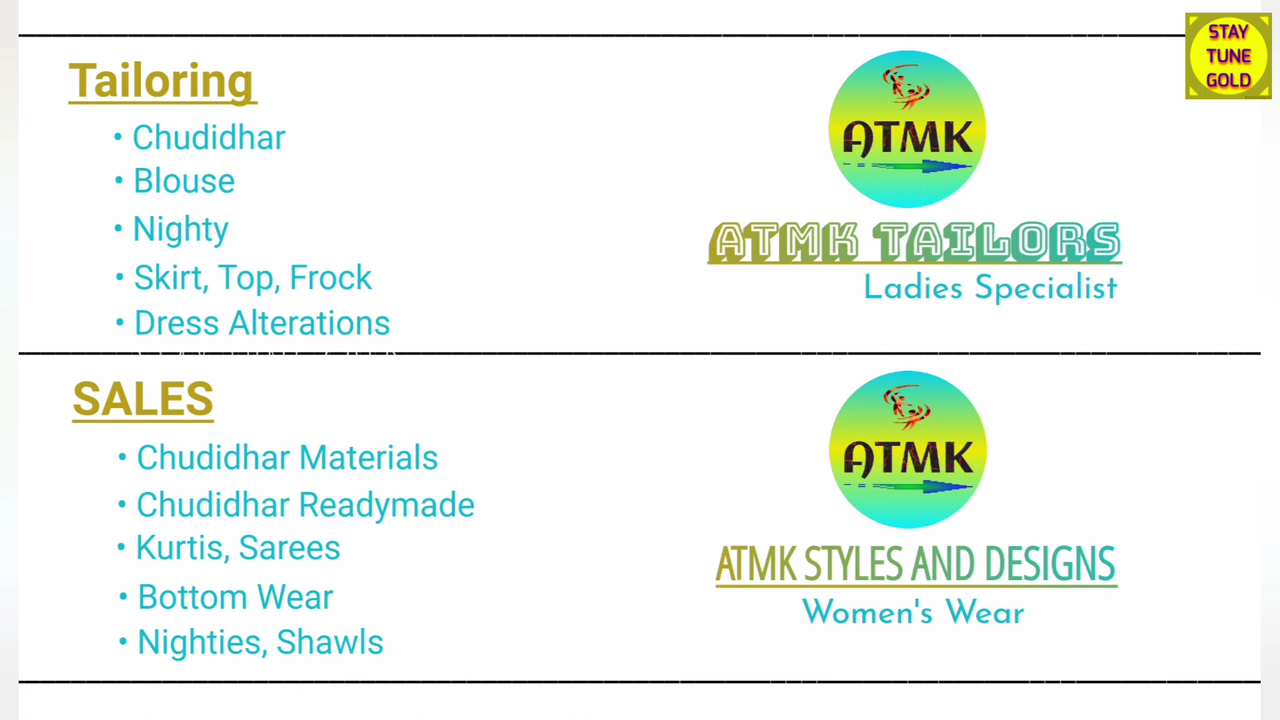 STAY
TUNE
GOLD
Tailoring
• Chudidhar
• Blouse
• Nighty
• Skirt, Top, Frock
• Dress Alterations
ATMK
ATMK TAILORS
Ladies Specialist
SALES
• Chudidhar Materials
• Chudidhar Readymade
• Kurtis, Sarees
• Bottom Wear
• Nighties, Shawls
ATMK
ATMK STYLES AND DESIGNS
Women's Wear